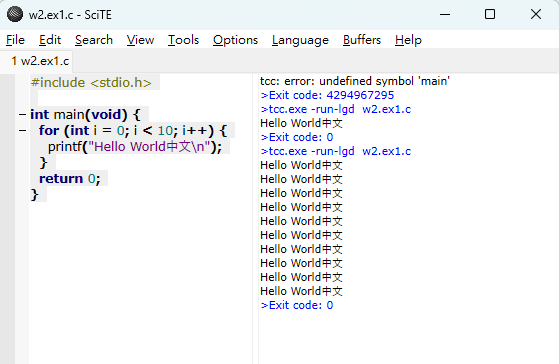 w2.ex1.c - SciTE
File Edit Search View Tools Options Language Buffers Help
1 w2.ex1.c
#include <stdio.h>
int main(void) {
for (int i = 0; i < 10; i++) {
printf("Hello World中文\n");
}
return 0;
}
tcc: error: undefined symbol 'main'
>Exit code: 4294967295
>tcc.exe -run-lgd  w2.ex1.c
Hello World中文
>Exit code: 0
>tcc.exe -run-lgd  w2.ex1.c
Hello World中文
Hello World中文
Hello World中文
Hello World中文
Hello World中文
Hello World中文
Hello World中文
Hello World中文
Hello World中文
Hello World中文
>Exit code: 0